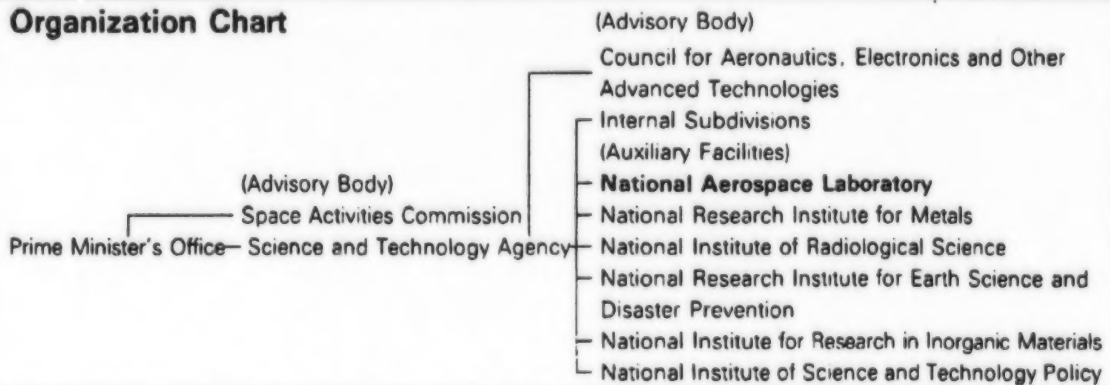 Organization Chart
(Advisory Body)
Council for Aeronautics, Electronics and Other
Advanced Technologies
Internal Subdivisions
(Auxiliary Facilities)
(Advisory Body)
National Aerospace Laboratory
Space Activities Commission
National Research Institute for Metals
Prime Minister's Office
Science and Technology Agency
National Institute of Radiological Science
National Research Institute for Earth Science and
Disaster Prevention
National Institute for Research in Inorganic Materials
National Institute of Science and Technology Policy